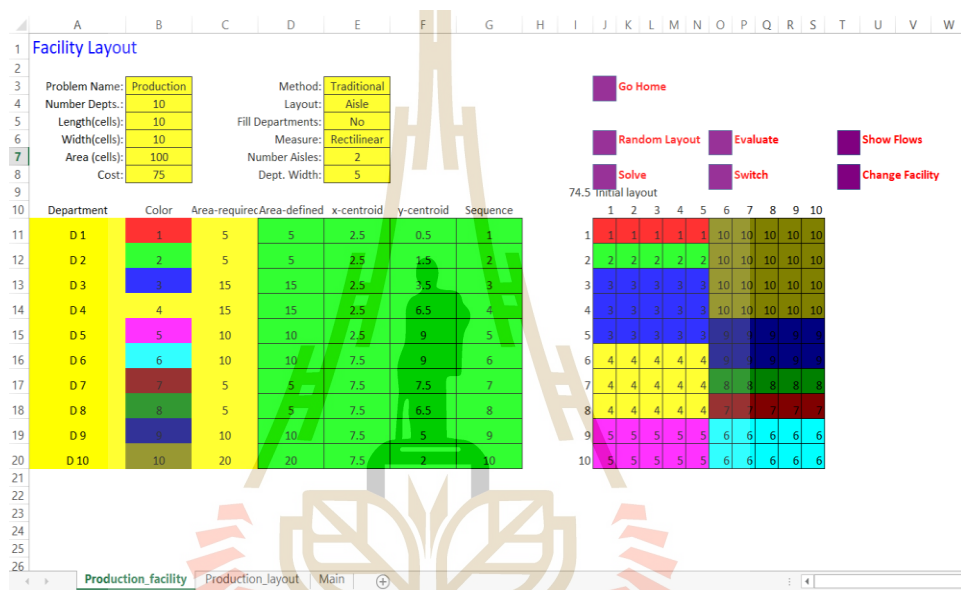 A B C D E F G H I J K L M N O P Q R S T U V W
1 Facility Layout
2
3 Problem Name: Production Method: Traditional Go Home
4 Number Depts.: 10 Layout: Aisle
5 Length(cells): 10 Fill Departments: No
6 Width(cells): 10 Measure: Rectilinear Random Layout Evaluate Show Flows
7 Area (cells): 100 Number Aisles: 2
8 Cost: 75 Dept. Width: 5 Solve Switch Change Facility
9 74.5 Initial layout
10 Department Color Area-required Area-defined x-centroid y-centroid Sequence 1 2 3 4 5 6 7 8 9 10
11 D 1 1 5 5 2.5 0.5 1 1 1 1 1 1 1 10 10 10 10 10
12 D 2 2 5 5 2.5 1.5 2 2 2 2 2 2 2 10 10 10 10 10
13 D 3 3 15 15 2.5 3.5 3 3 3 3 3 3 3 10 10 10 10 10
14 D 4 4 15 15 2.5 6.5 4 4 3 3 3 3 3 10 10 10 10 10
15 D 5 5 10 10 2.5 9 5 5 3 3 3 3 3 9 9 9 9 9
16 D 6 6 10 10 7.5 9 6 6 4 4 4 4 4 9 9 9 9 9
17 D 7 7 5 5 7.5 7.5 7 7 4 4 4 4 4 8 8 8 8 8
18 D 8 8 5 5 7.5 6.5 8 8 4 4 4 4 4 7 7 7 7 7
19 D 9 9 10 10 7.5 5 9 9 5 5 5 5 5 6 6 6 6 6
20 D 10 10 20 20 7.5 2 10 10 5 5 5 5 5 6 6 6 6 6
21
22
23
24
25
26
Production_facility Production_layout Main